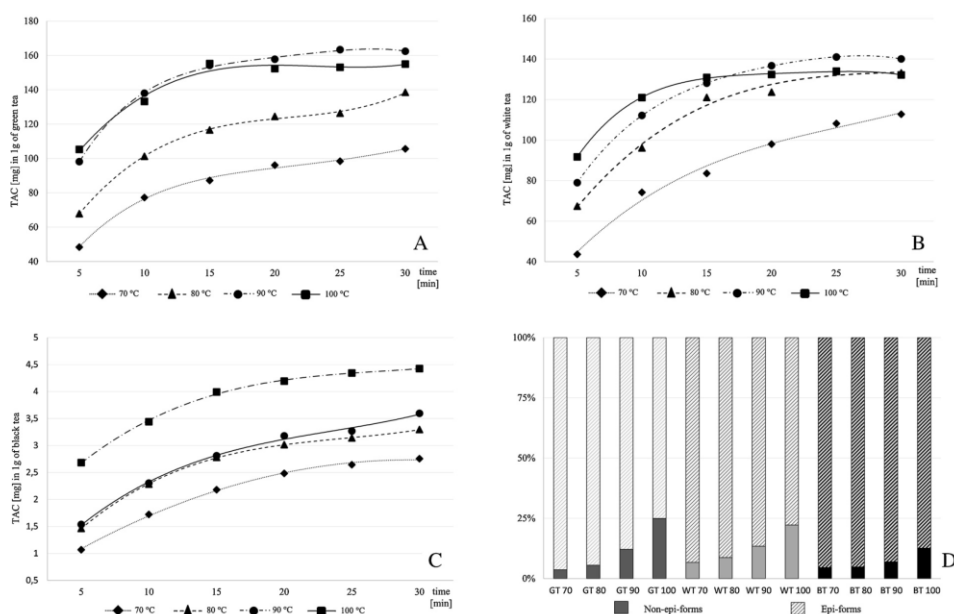 TAC [mg] in 1g of green tea
180
160
140
120
100
80
60
40
5 10 15 20 25 30 time [min]
A
70 °C 80 °C 90 °C 100 °C
TAC [mg] in 1g of white tea
160
140
120
100
80
60
40
5 10 15 20 25 30 time [min]
B
70 °C 80 °C 90 °C 100 °C
TAC [mg] in 1g of black tea
5
4,5
4
3,5
3
2,5
2
1,5
1
0,5
5 10 15 20 25 30 time [min]
C
70 °C 80 °C 90 °C 100 °C
100%
75%
50%
25%
0%
GT 70 GT 80 GT 90 GT 100 WT 70 WT 80 WT 90 WT 100 BT 70 BT 80 BT 90 BT 100
D
Non-epi-forms Epi-forms